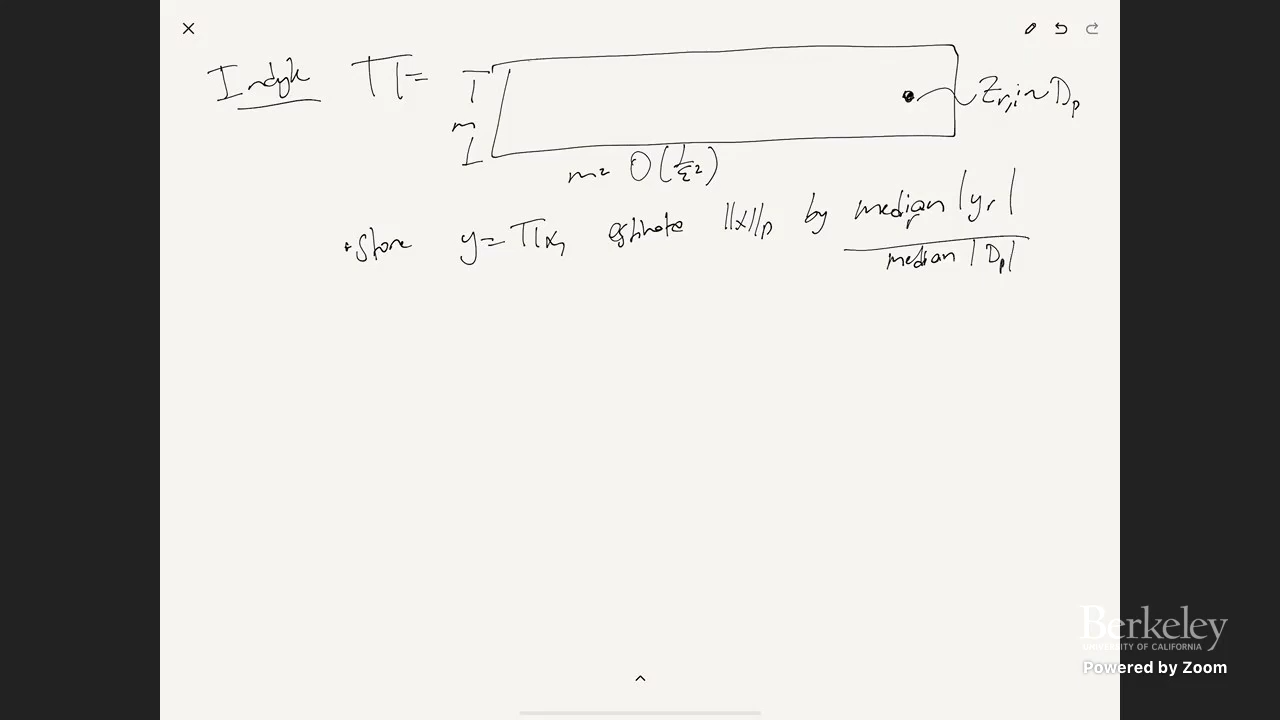 Indyk Π = m Z_{r,i} ~ D_p
m = O(1/ε²)
• Store y = Πx, estimate ||x||_p by median_r |y_r| / median |D_p|
Berkeley
UNIVERSITY OF CALIFORNIA
Powered by Zoom